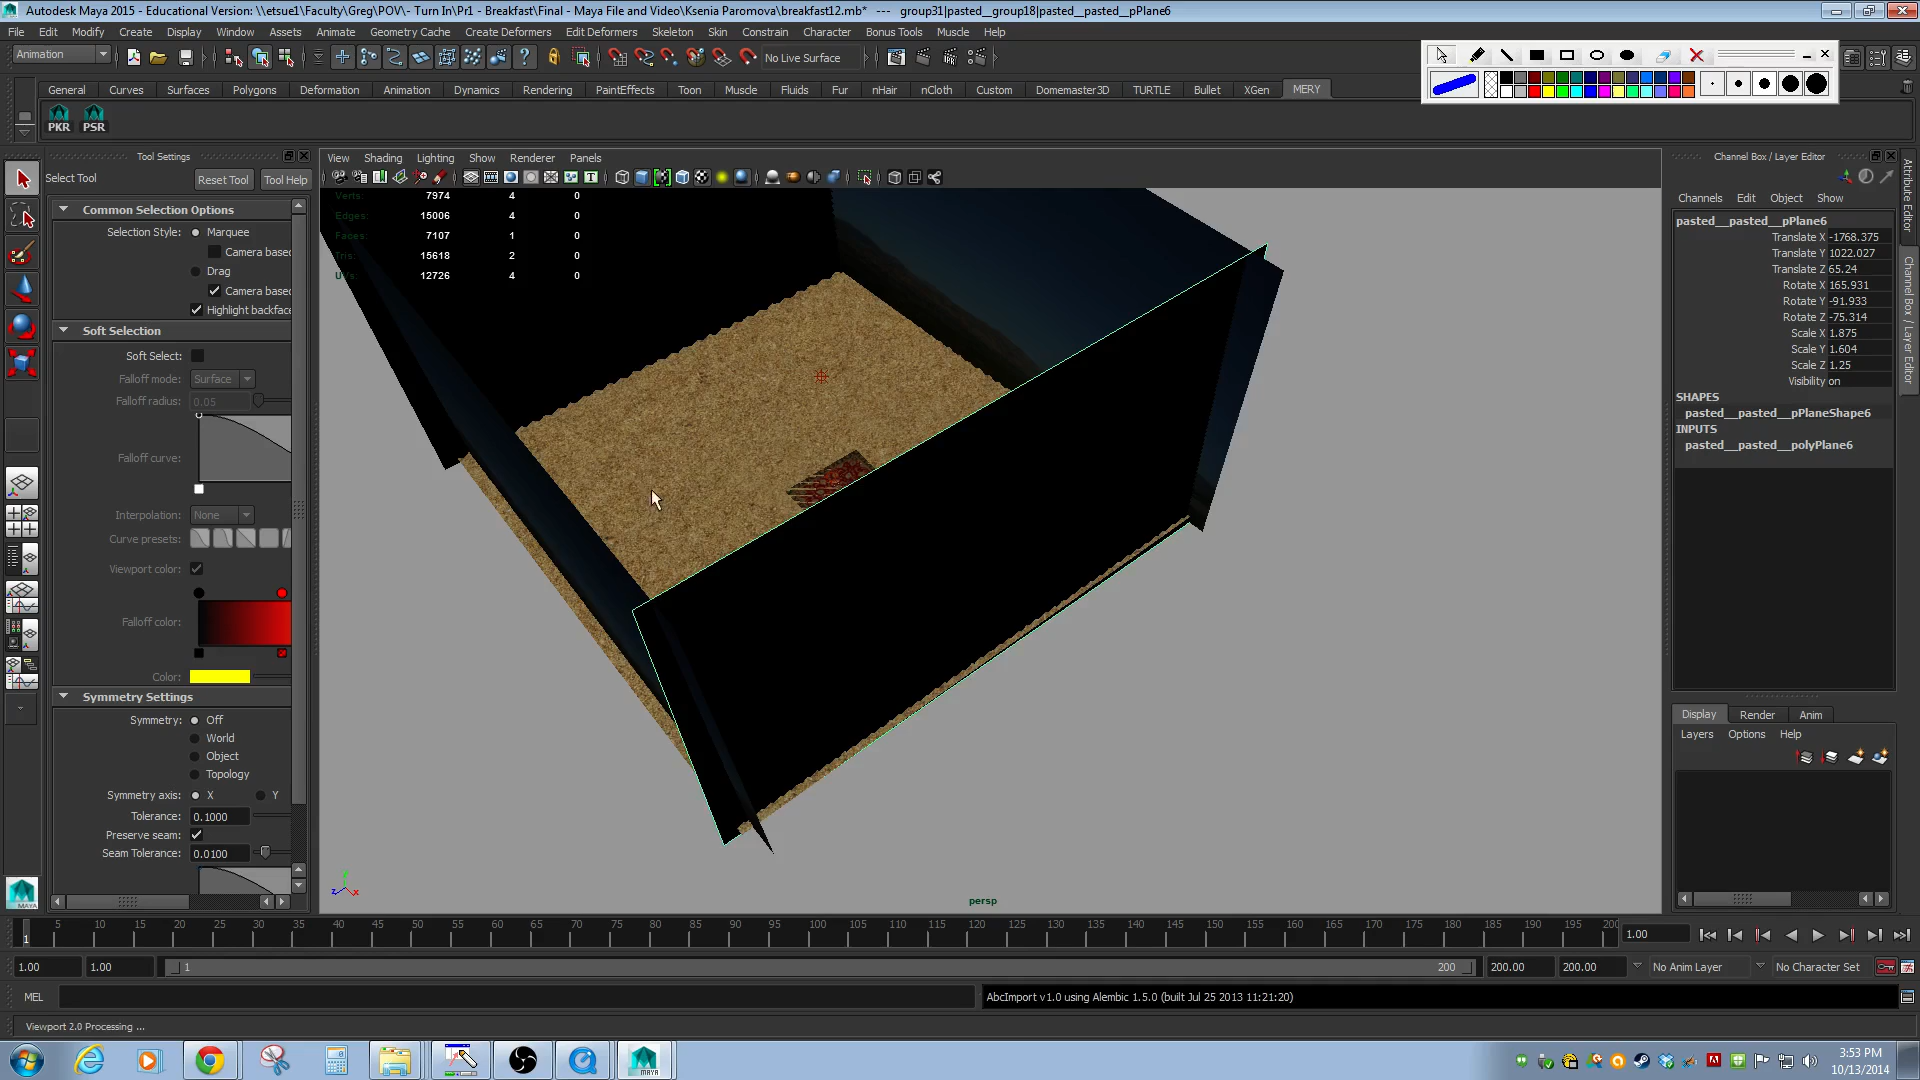 Autodesk Maya 2015 - Educational Version: \\etsue1\Faculty\Greg\POV\- Turn In\Pr1 - Breakfast\Final - Maya File and Video\Ksenia Paromova\breakfast12.mb* --- group31|pasted__group18|pasted__pasted__pPlane6
File Edit Modify Create Display Window Assets Animate Geometry Cache Create Deformers Edit Deformers Skeleton Skin Constrain Character Bonus Tools Muscle Help
Animation No Live Surface
General Curves Surfaces Polygons Deformation Animation Dynamics Rendering PaintEffects Toon Muscle Fluids Fur nHair nCloth Custom Domemaster3D TURTLE Bullet XGen MERY
PKR PSR
Tool Settings
Select Tool Reset Tool Tool Help
Common Selection Options
Selection Style: Marquee
Camera based
Drag
Camera based
Highlight backface
Soft Selection
Soft Select:
Falloff mode: Surface
Falloff radius: 0.05
Falloff curve:
Interpolation: None
Curve presets:
Viewport color:
Falloff color:
Color:
Symmetry Settings
Symmetry: Off
World
Object
Topology
Symmetry axis: X Y
Tolerance: 0.1000
Preserve seam:
Seam Tolerance: 0.0100
MAYA
View Shading Lighting Show Renderer Panels
Verts: 7974 4 0
Edges: 15006 4 0
Faces: 7107 1 0
Tris: 15618 2 0
UVs: 12726 4 0
y
z x
persp
Channel Box / Layer Editor
Channels Edit Object Show
pasted__pasted__pPlane6
Translate X -1768.375
Translate Y 1022.027
Translate Z 65.24
Rotate X 165.931
Rotate Y -91.933
Rotate Z -75.314
Scale X 1.875
Scale Y 1.604
Scale Z 1.25
Visibility on
SHAPES
pasted__pasted__pPlaneShape6
INPUTS
pasted__pasted__polyPlane6
Attribute Editor
Channel Box / Layer Editor
Display Render Anim
Layers Options Help
1 5 10 15 20 25 30 35 40 45 50 55 60 65 70 75 80 85 90 95 100 105 110 115 120 125 130 135 140 145 150 155 160 165 170 175 180 185 190 195 200 1.00
1.00 1.00 1 200 200.00 200.00 No Anim Layer No Character Set
MEL AbcImport v1.0 using Alembic 1.5.0 (built Jul 25 2013 11:21:20)
Viewport 2.0 Processing ...
MAYA
3:53 PM
10/13/2014